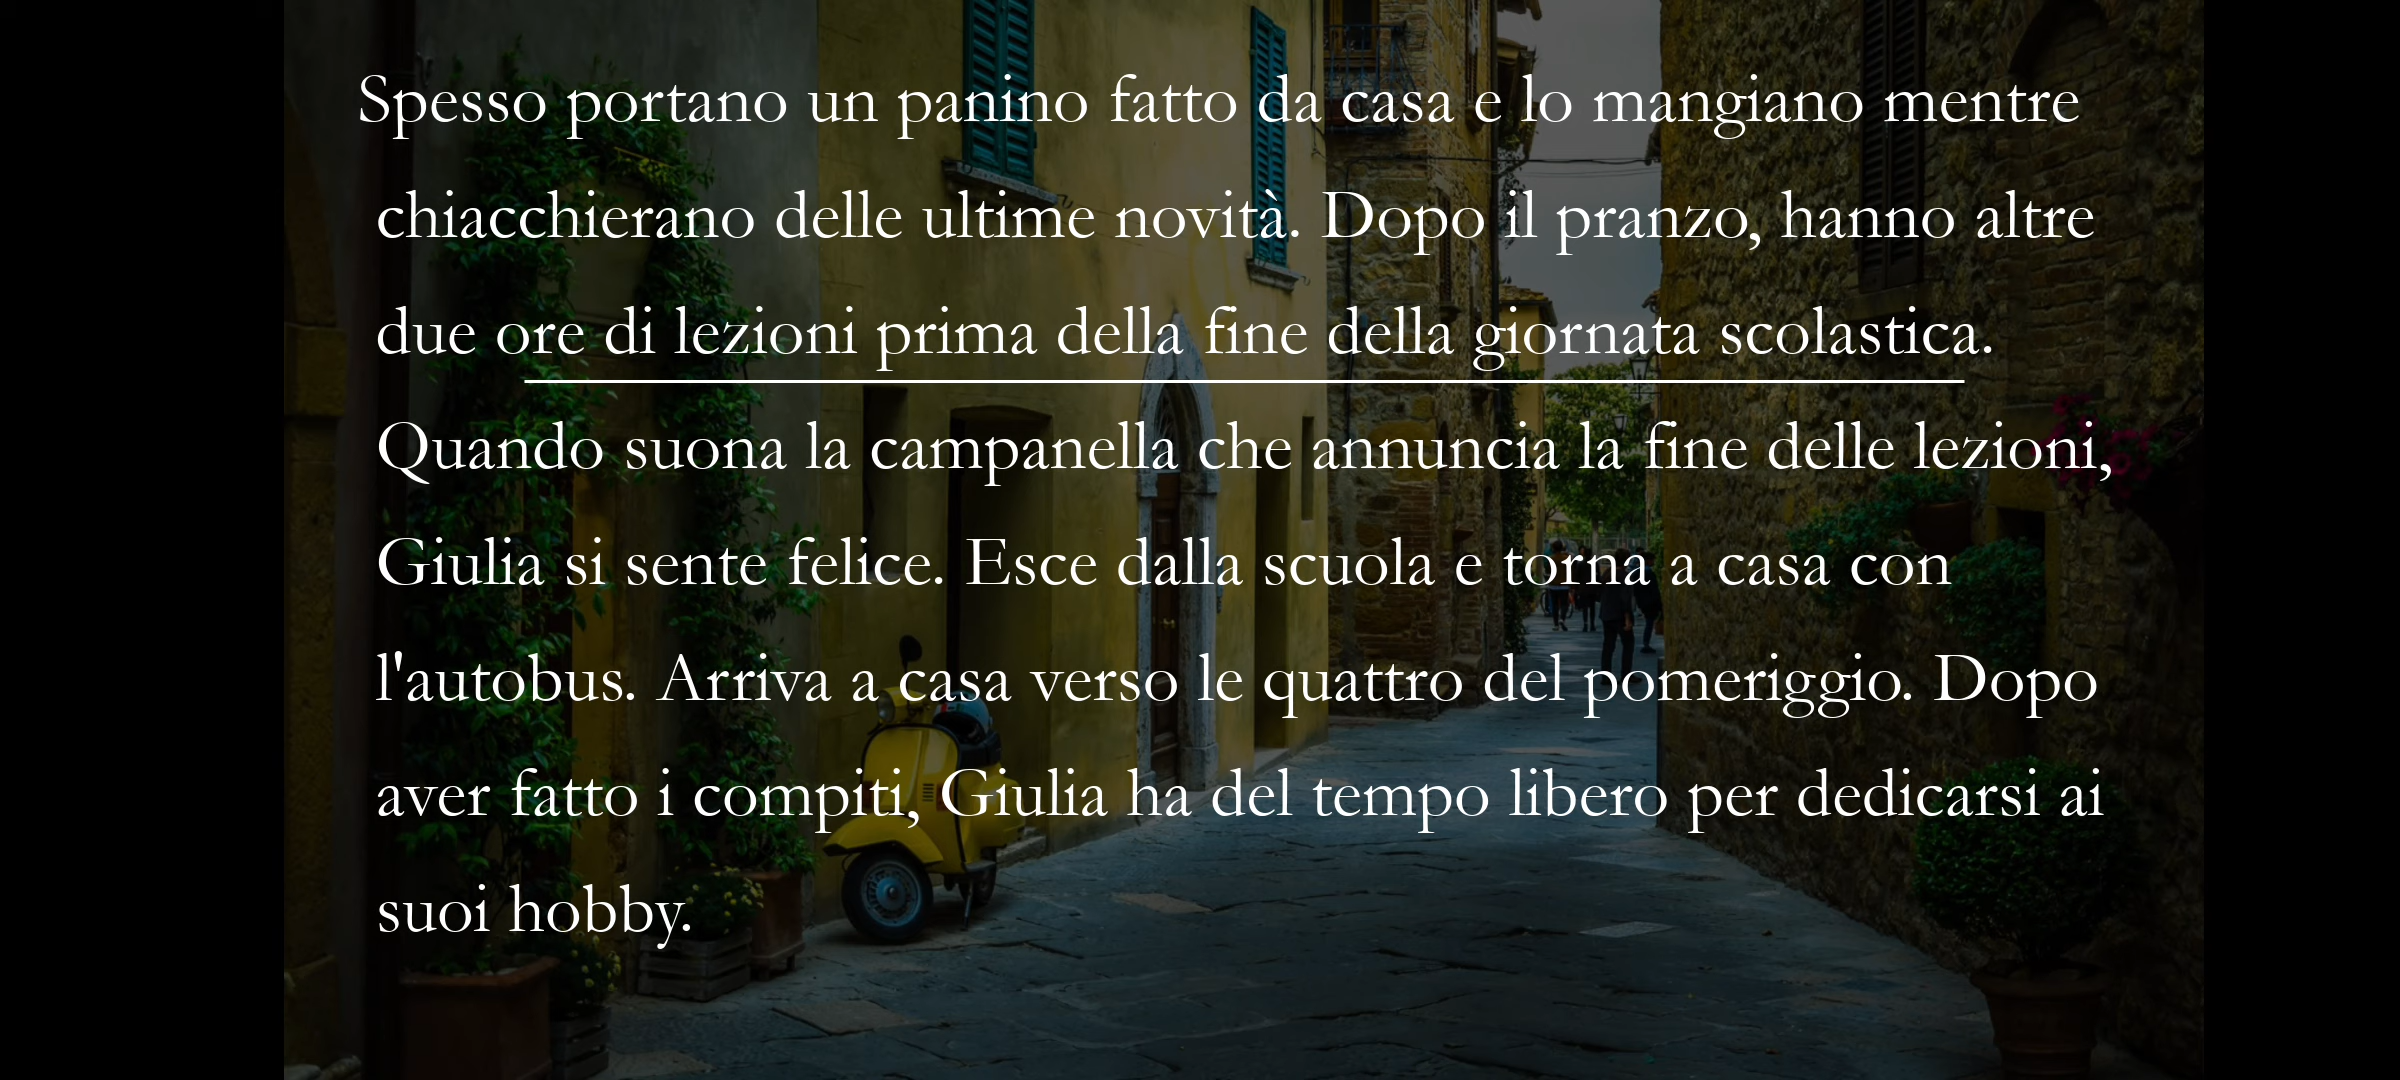 Spesso portano un panino fatto da casa e lo mangiano mentre
chiacchierano delle ultime novità. Dopo il pranzo, hanno altre
due ore di lezioni prima della fine della giornata scolastica.
Quando suona la campanella che annuncia la fine delle lezioni,
Giulia si sente felice. Esce dalla scuola e torna a casa con
l'autobus. Arriva a casa verso le quattro del pomeriggio. Dopo
aver fatto i compiti, Giulia ha del tempo libero per dedicarsi ai
suoi hobby.